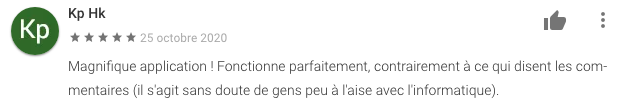 Kp
Kp Hk
25 octobre 2020
Magnifique application ! Fonctionne parfaitement, contrairement à ce qui disent les com-
mentaires (il s'agit sans doute de gens peu à l'aise avec l'informatique).